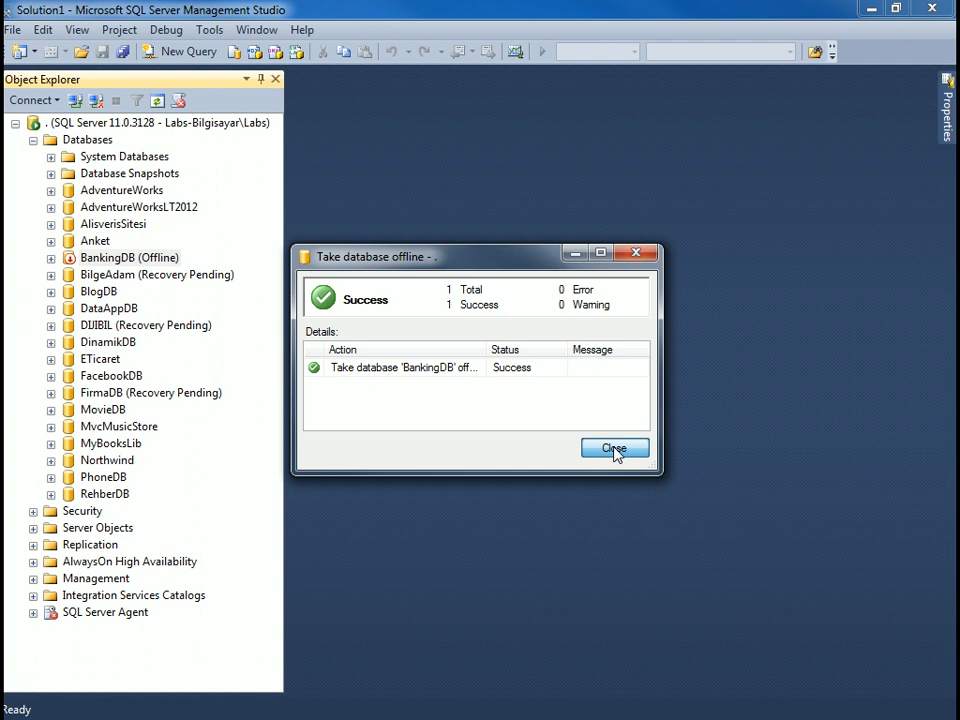 Solution1 - Microsoft SQL Server Management Studio
File Edit View Project Debug Tools Window Help
New Query
Object Explorer
Connect
. (SQL Server 11.0.3128 - Labs-Bilgisayar\Labs)
Databases
System Databases
Database Snapshots
AdventureWorks
AdventureWorksLT2012
AlisverisSitesi
Anket
BankingDB (Offline)
BilgeAdam (Recovery Pending)
BlogDB
DataAppDB
DIJIBIL (Recovery Pending)
DinamikDB
ETicaret
FacebookDB
FirmaDB (Recovery Pending)
MovieDB
MvcMusicStore
MyBooksLib
Northwind
PhoneDB
RehberDB
Security
Server Objects
Replication
AlwaysOn High Availability
Management
Integration Services Catalogs
SQL Server Agent
Take database offline - .
Success
1 Total 0 Error
1 Success 0 Warning
Details:
Action Status Message
Take database 'BankingDB' off... Success
Close
Properties
Ready